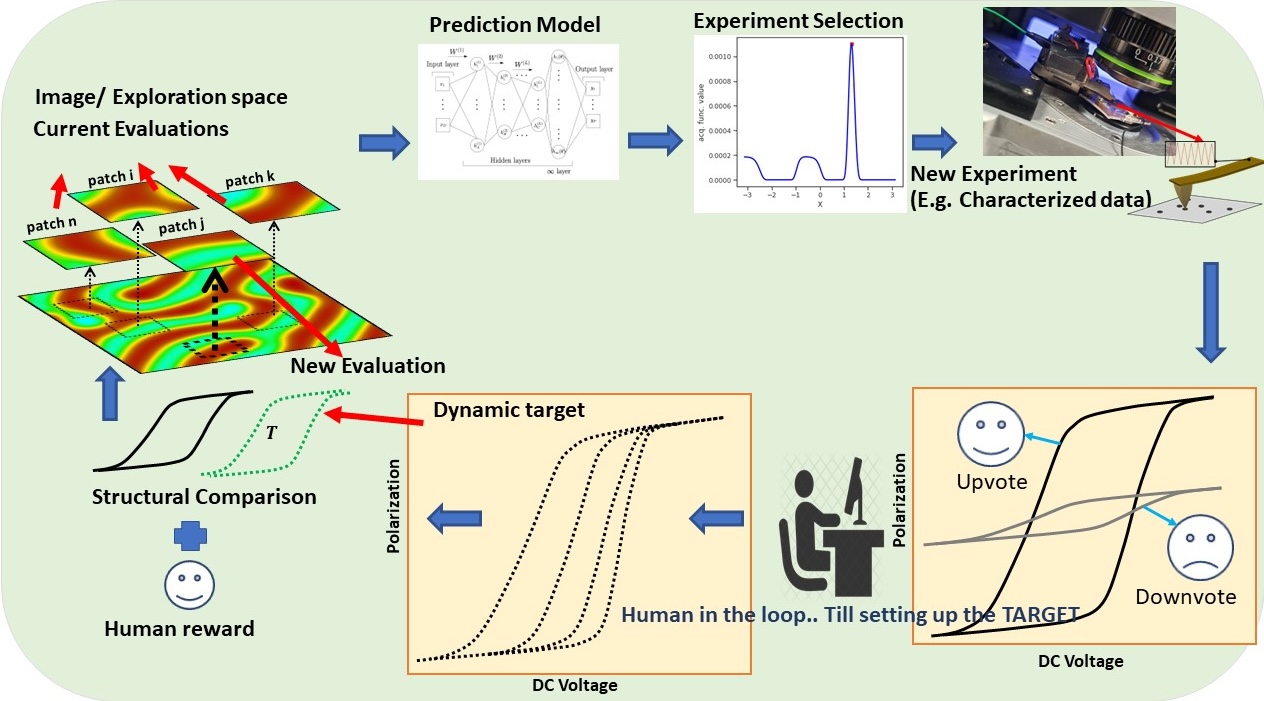 Prediction Model
Experiment Selection
Image/ Exploration space
Current Evaluations
Input layer
Output layer
Hidden layers
∞ layer
acq. func. value
0.0010
0.0008
0.0006
0.0004
0.0002
0.0000
−3 −2 −1 0 1 2 3
X
New Experiment
(E.g. Characterized data)
patch i
patch k
patch n
patch j
New Evaluation
T
Structural Comparison
Human reward
Dynamic target
Polarization
DC Voltage
Human in the loop.. Till setting up the TARGET
Polarization
Upvote
Downvote
DC Voltage